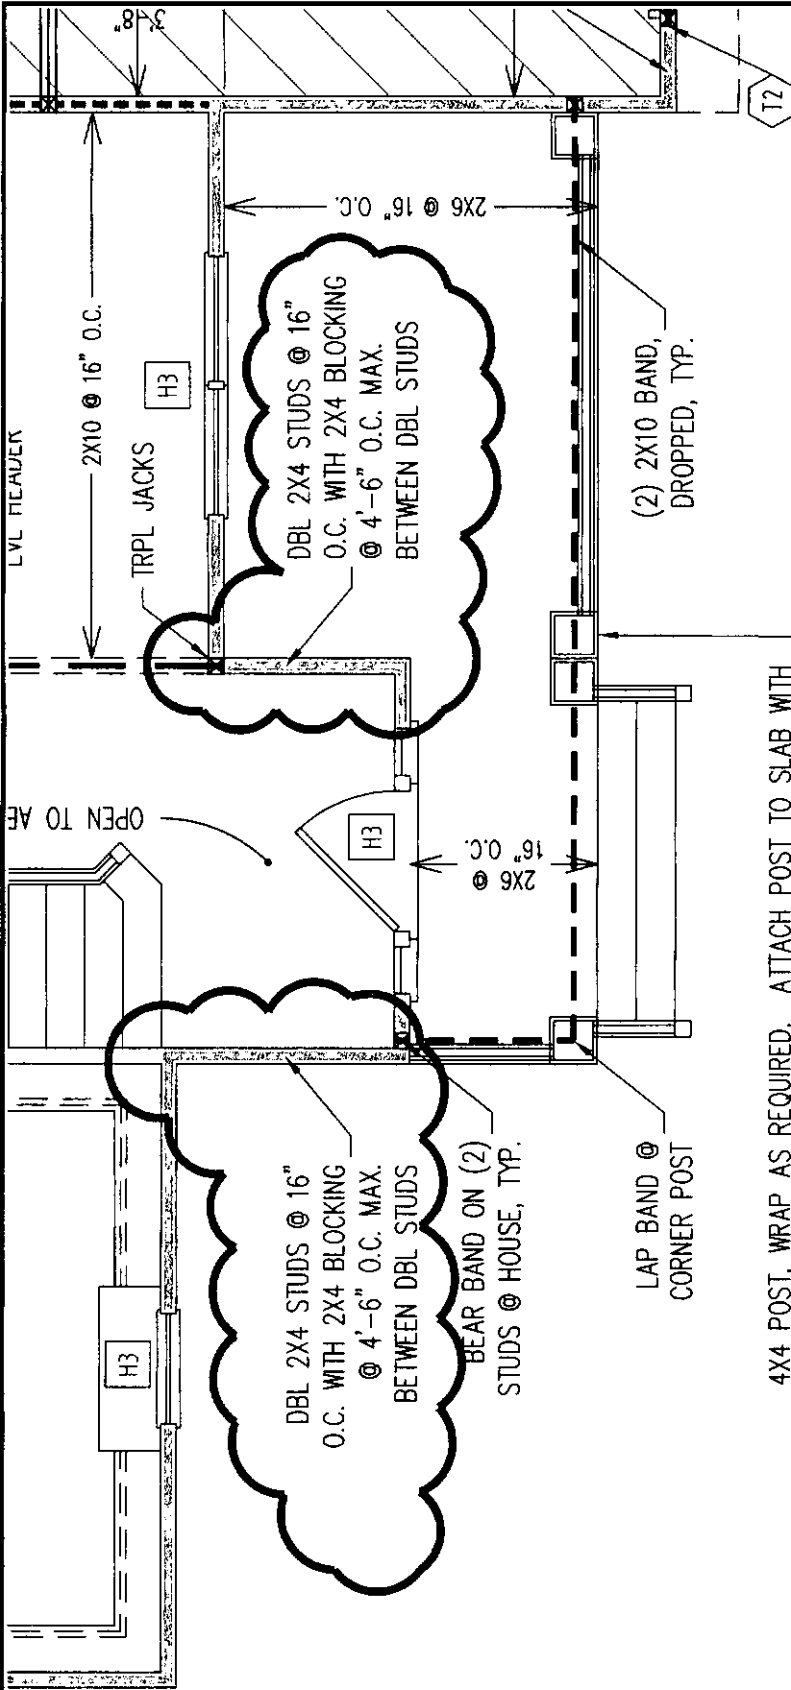 3'-8"
T2
2X6 @ 16" O.C.
2X10 @ 16" O.C.
LVL HEADER
H3
TRPL JACKS
DBL 2X4 STUDS @ 16"
O.C. WITH 2X4 BLOCKING
@ 4'-6" O.C. MAX.
BETWEEN DBL STUDS
(2) 2X10 BAND,
DROPPED, TYP.
OPEN TO
H3
2X6 @
16" O.C.
4X4 POST, WRAP AS REQUIRED. ATTACH POST TO SLAB WITH
DBL 2X4 STUDS @ 16"
O.C. WITH 2X4 BLOCKING
@ 4'-6" O.C. MAX.
BETWEEN DBL STUDS
BEAR BAND ON (2)
STUDS @ HOUSE, TYP.
LAP BAND @
CORNER POST
H3